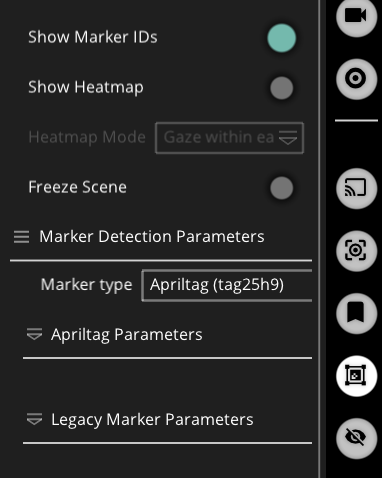 Show Marker IDs
Show Heatmap
Heatmap Mode Gaze within ea
Freeze Scene
Marker Detection Parameters
Marker type Apriltag (tag25h9)
Apriltag Parameters
Legacy Marker Parameters